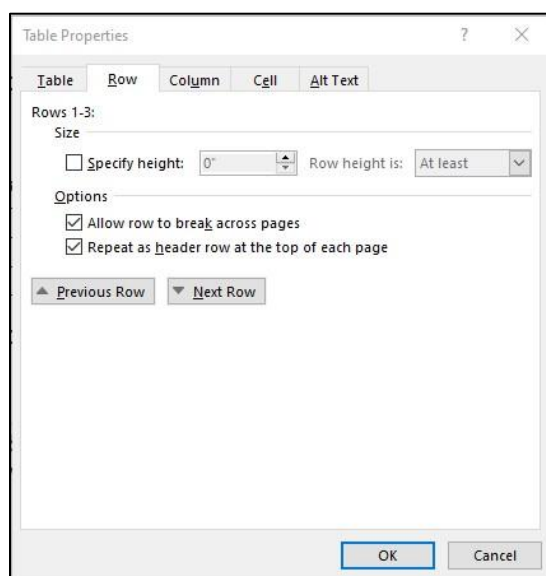 Table Properties ? ×
Table Row Column Cell Alt Text
Rows 1-3:
Size
Specify height: 0" Row height is: At least
Options
Allow row to break across pages
Repeat as header row at the top of each page
Previous Row Next Row
OK Cancel